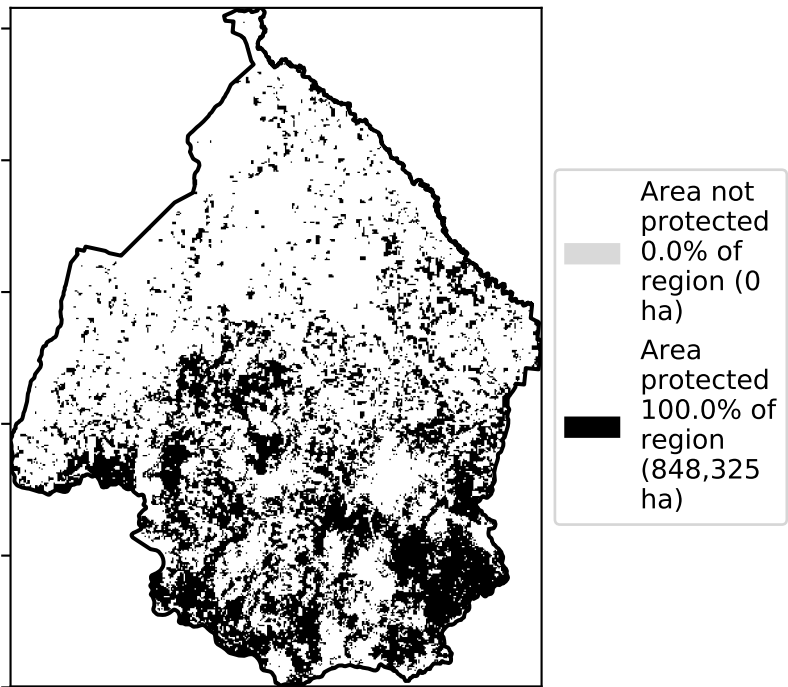 Area not
protected
0.0% of
region (0
ha)
Area
protected
100.0% of
region
(848,325
ha)